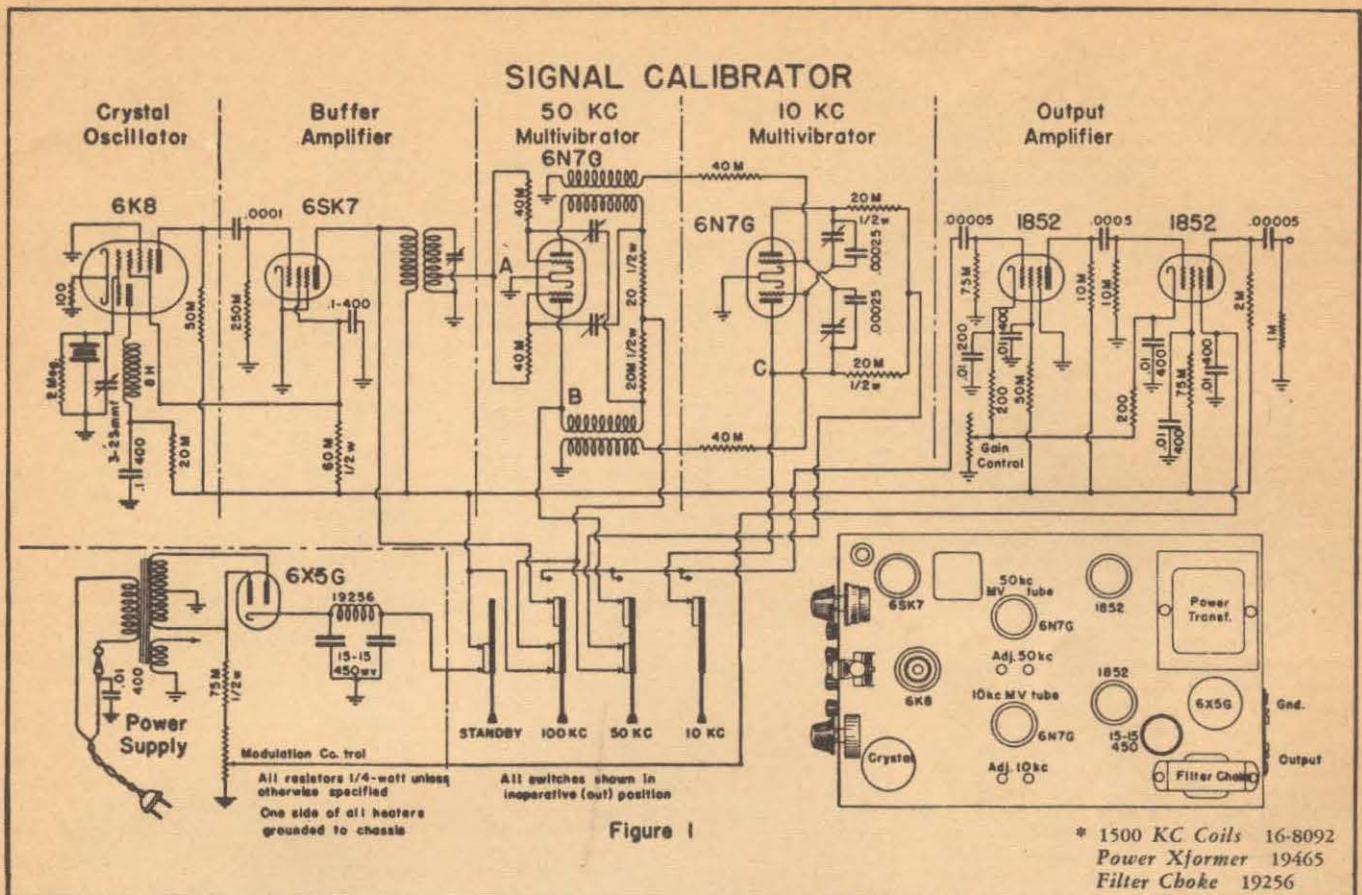 SIGNAL CALIBRATOR
Crystal
Oscillator
Buffer
Amplifier
50 KC
Multivibrator
10 KC
Multivibrator
Output
Amplifier
6K8
100
2 Meg
3-25mmf
8 H
.1
400
20M
50M
.0001
250M
6SK7
.1-400
60M
1/2w
6N7G
40M
A
40M
B
20 1/2w
20M 1/2w
40M
40M
6N7G
C
20M
1/2w
.00025
.00025
20M
1/2w
.00005
1852
.0005
1852
.00005
75M
.01 200
200
.01 400
50M
10M
10M
200
.01
400
75M
.01
400
.01
400
2M
1M
Gain
Control
6X5G
19256
15-15
450wv
.01
400
75M
1/2w
Power
Supply
Modulation Co trol
STANDBY
100 KC
50 KC
10 KC
All resistors 1/4-watt unless
otherwise specified
One side of all heaters
grounded to chassis
All switches shown in
inoperative (out) position
Figure 1
6SK7
50kc
MV tube
6N7G
1852
Power
Transf.
Adj. 50kc
6K8
10kc MV tube
6N7G
1852
6X5G
Gnd.
15-15
450
Output
Crystal
Adj. 10kc
Filter Choke
* 1500 KC Coils 16-8092
Power Xformer 19465
Filter Choke 19256